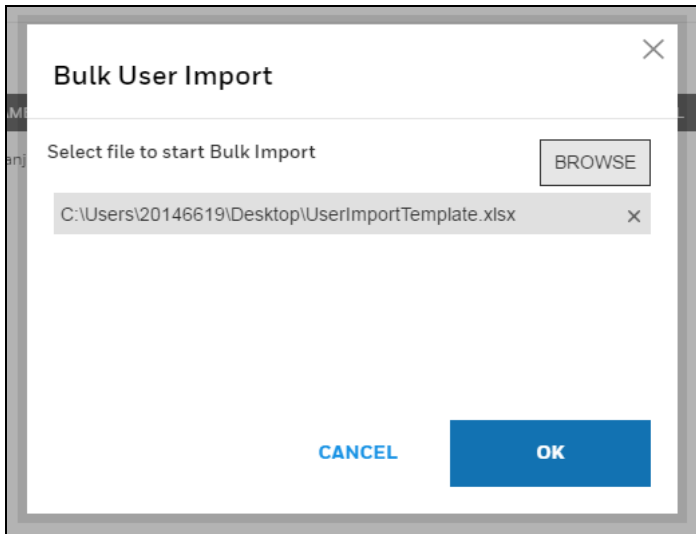 Bulk User Import
Select file to start Bulk Import
BROWSE
C:\Users\20146619\Desktop\UserImportTemplate.xlsx
CANCEL
OK